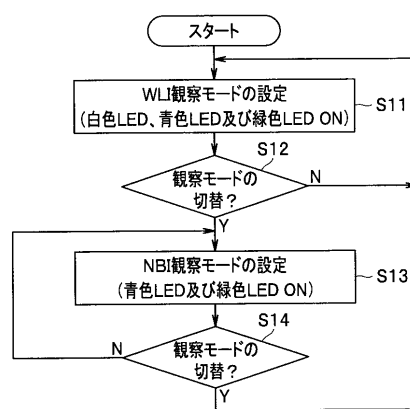 スタート
WLI観察モードの設定
(白色LED、青色LED及び緑色LED ON)
S11
S12
観察モードの
切替?
N
Y
NBI観察モードの設定
(青色LED及び緑色LED ON)
S13
S14
観察モードの
切替?
N
Y